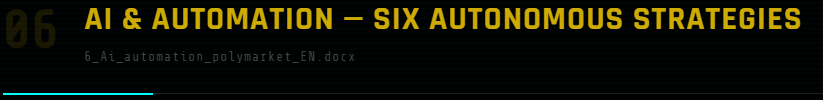 06
AI & AUTOMATION — SIX AUTONOMOUS STRATEGIES
6_Ai_automation_polymarket_EN.docx